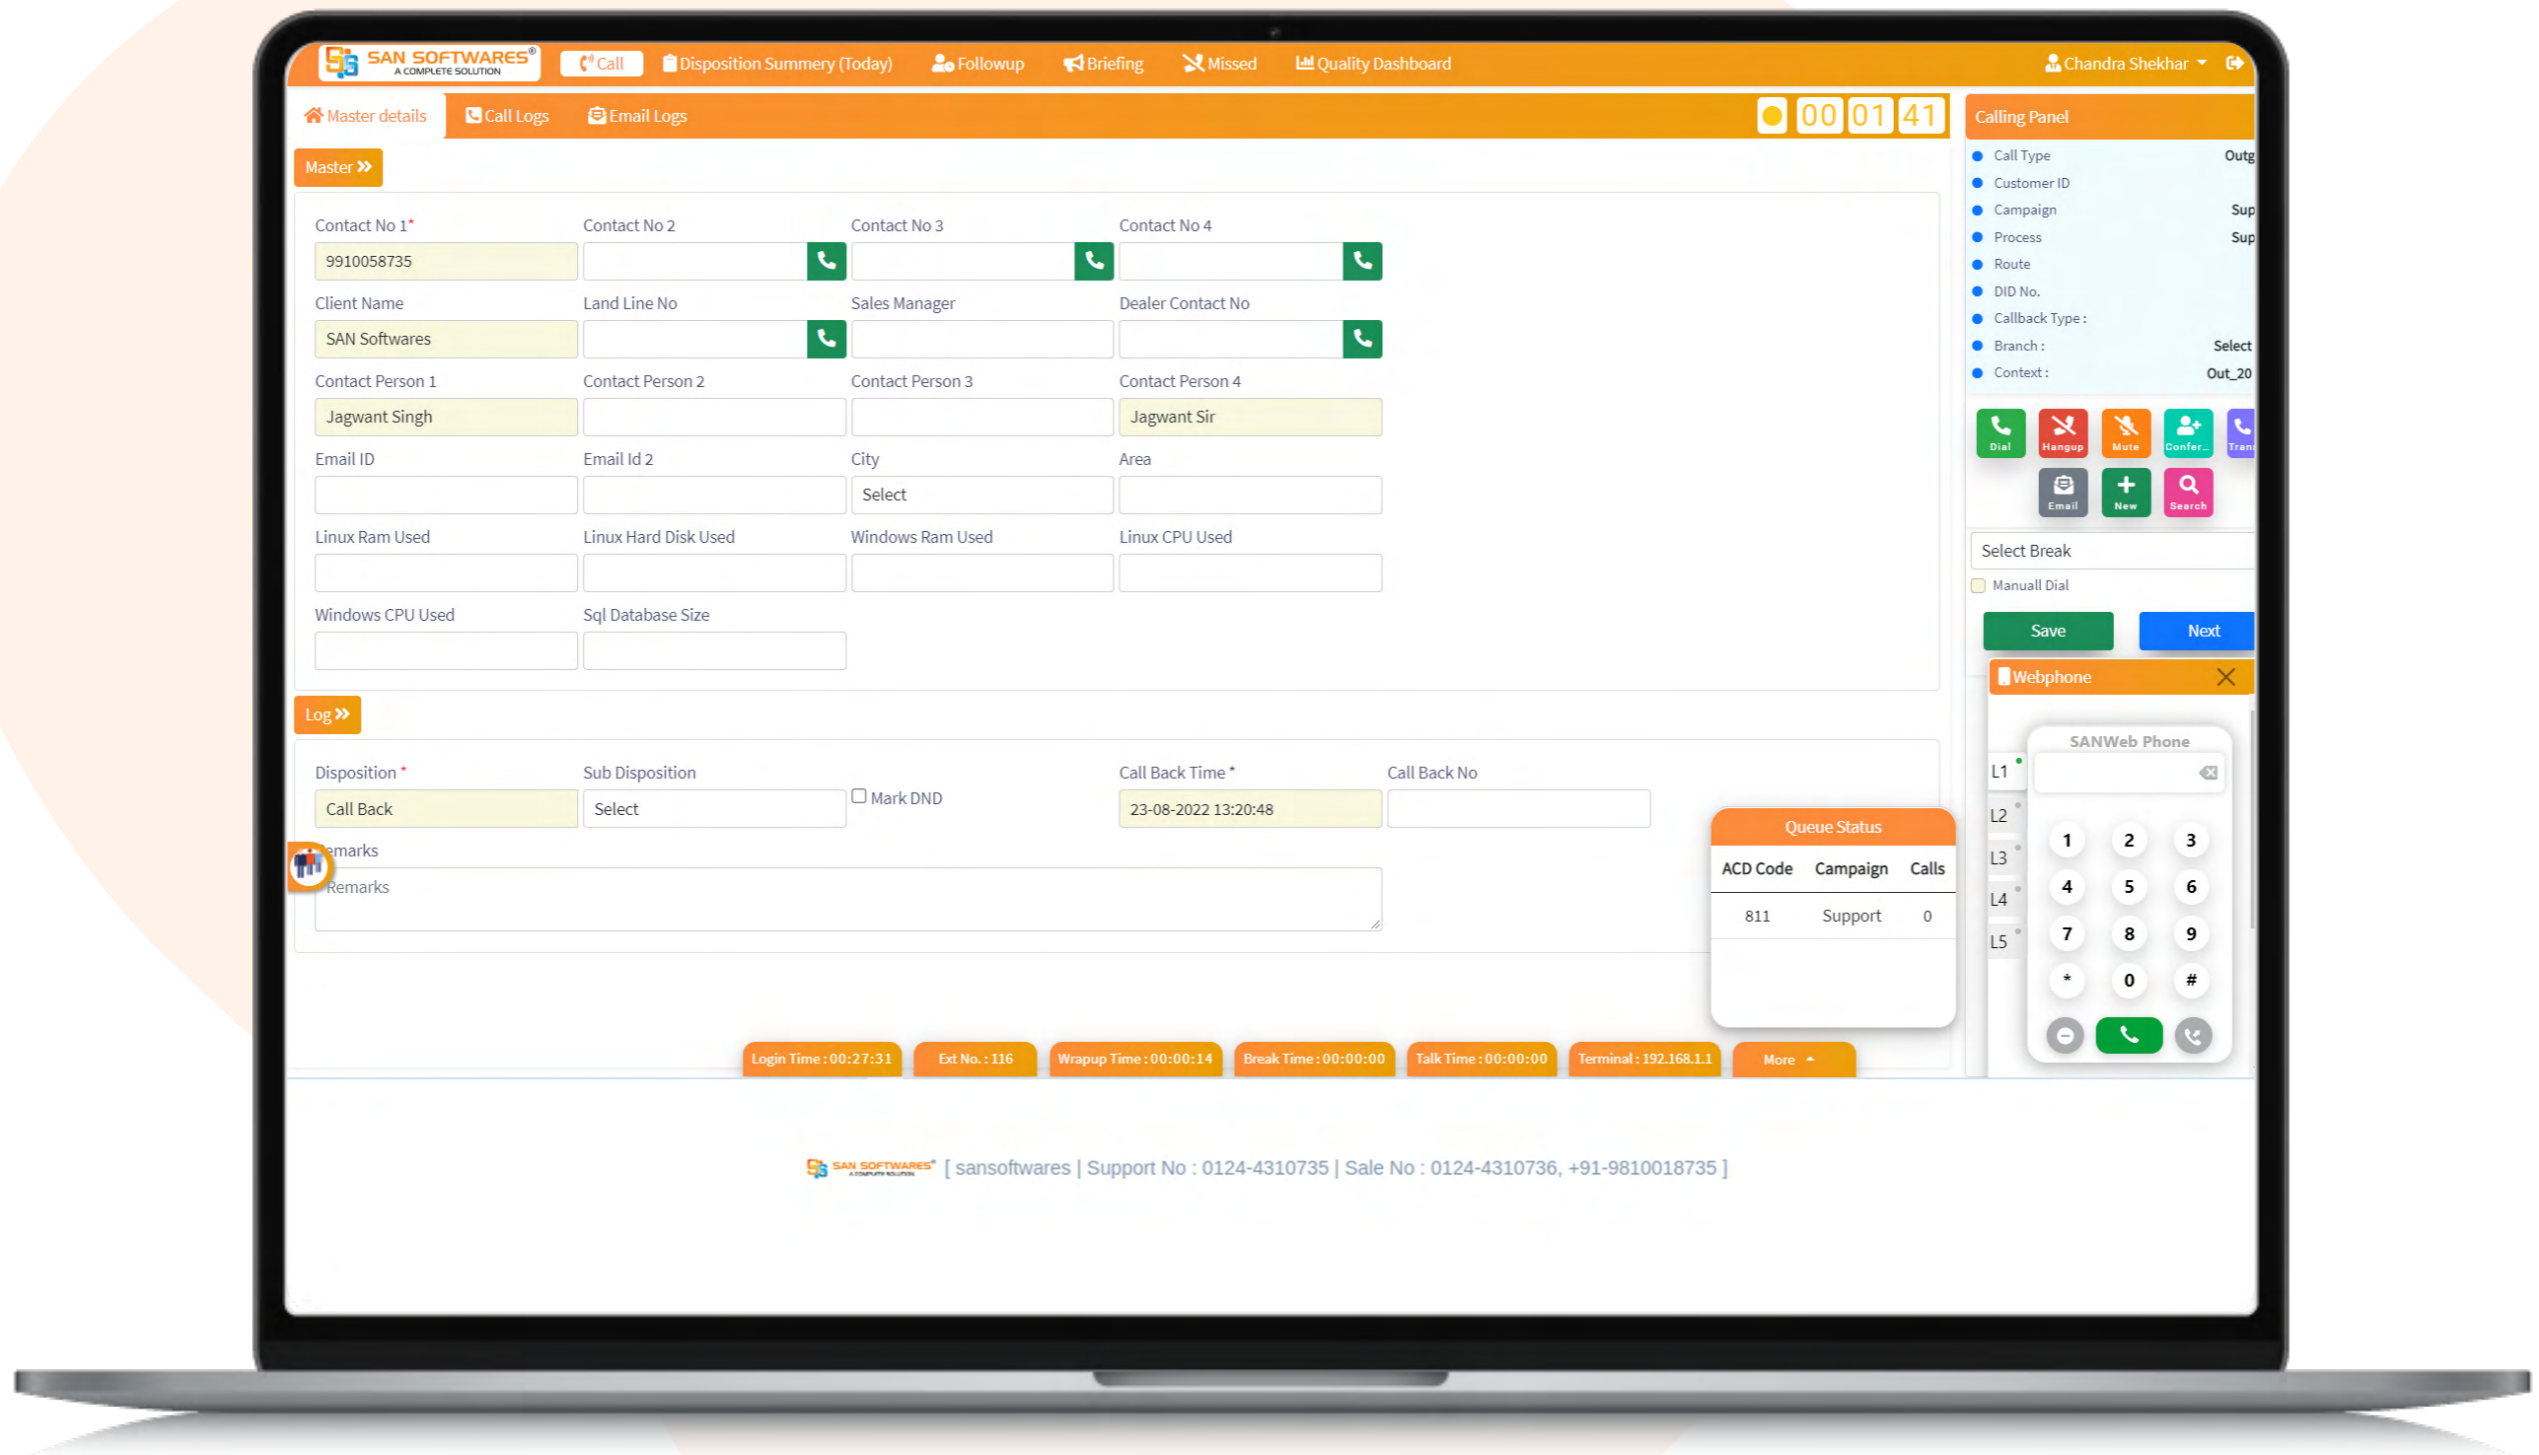 SAN SOFTWARES®
A COMPLETE SOLUTION
Call
Disposition Summery (Today)
Followup
Briefing
Missed
Quality Dashboard
Chandra Shekhar
Master details
Call Logs
Email Logs
00 01 41
Calling Panel
Master
Call Type Outg
Customer ID
Campaign Sup
Process Sup
Route
DID No.
Callback Type :
Branch : Select
Context : Out_20
Contact No 1* Contact No 2 Contact No 3 Contact No 4
9910058735
Client Name Land Line No Sales Manager Dealer Contact No
SAN Softwares
Contact Person 1 Contact Person 2 Contact Person 3 Contact Person 4
Jagwant Singh Jagwant Sir
Email ID Email Id 2 City Area
Select
Linux Ram Used Linux Hard Disk Used Windows Ram Used Linux CPU Used
Windows CPU Used Sql Database Size
Dial Hangup Mute Confer... Tran
Email New Search
Select Break
Manuall Dial
Save Next
Webphone
SANWeb Phone
L1
L2
L3
L4
L5
1 2 3
4 5 6
7 8 9
* 0 #
Log
Disposition * Sub Disposition Call Back Time * Call Back No
Call Back Select Mark DND 23-08-2022 13:20:48
emarks
Remarks
Queue Status
ACD Code Campaign Calls
811 Support 0
Login Time : 00:27:31 Ext No. : 116 Wrapup Time : 00:00:14 Break Time : 00:00:00 Talk Time : 00:00:00 Terminal : 192.168.1.1 More
SAN SOFTWARES® [ sansoftwares | Support No : 0124-4310735 | Sale No : 0124-4310736, +91-9810018735 ]
A COMPLETE SOLUTION